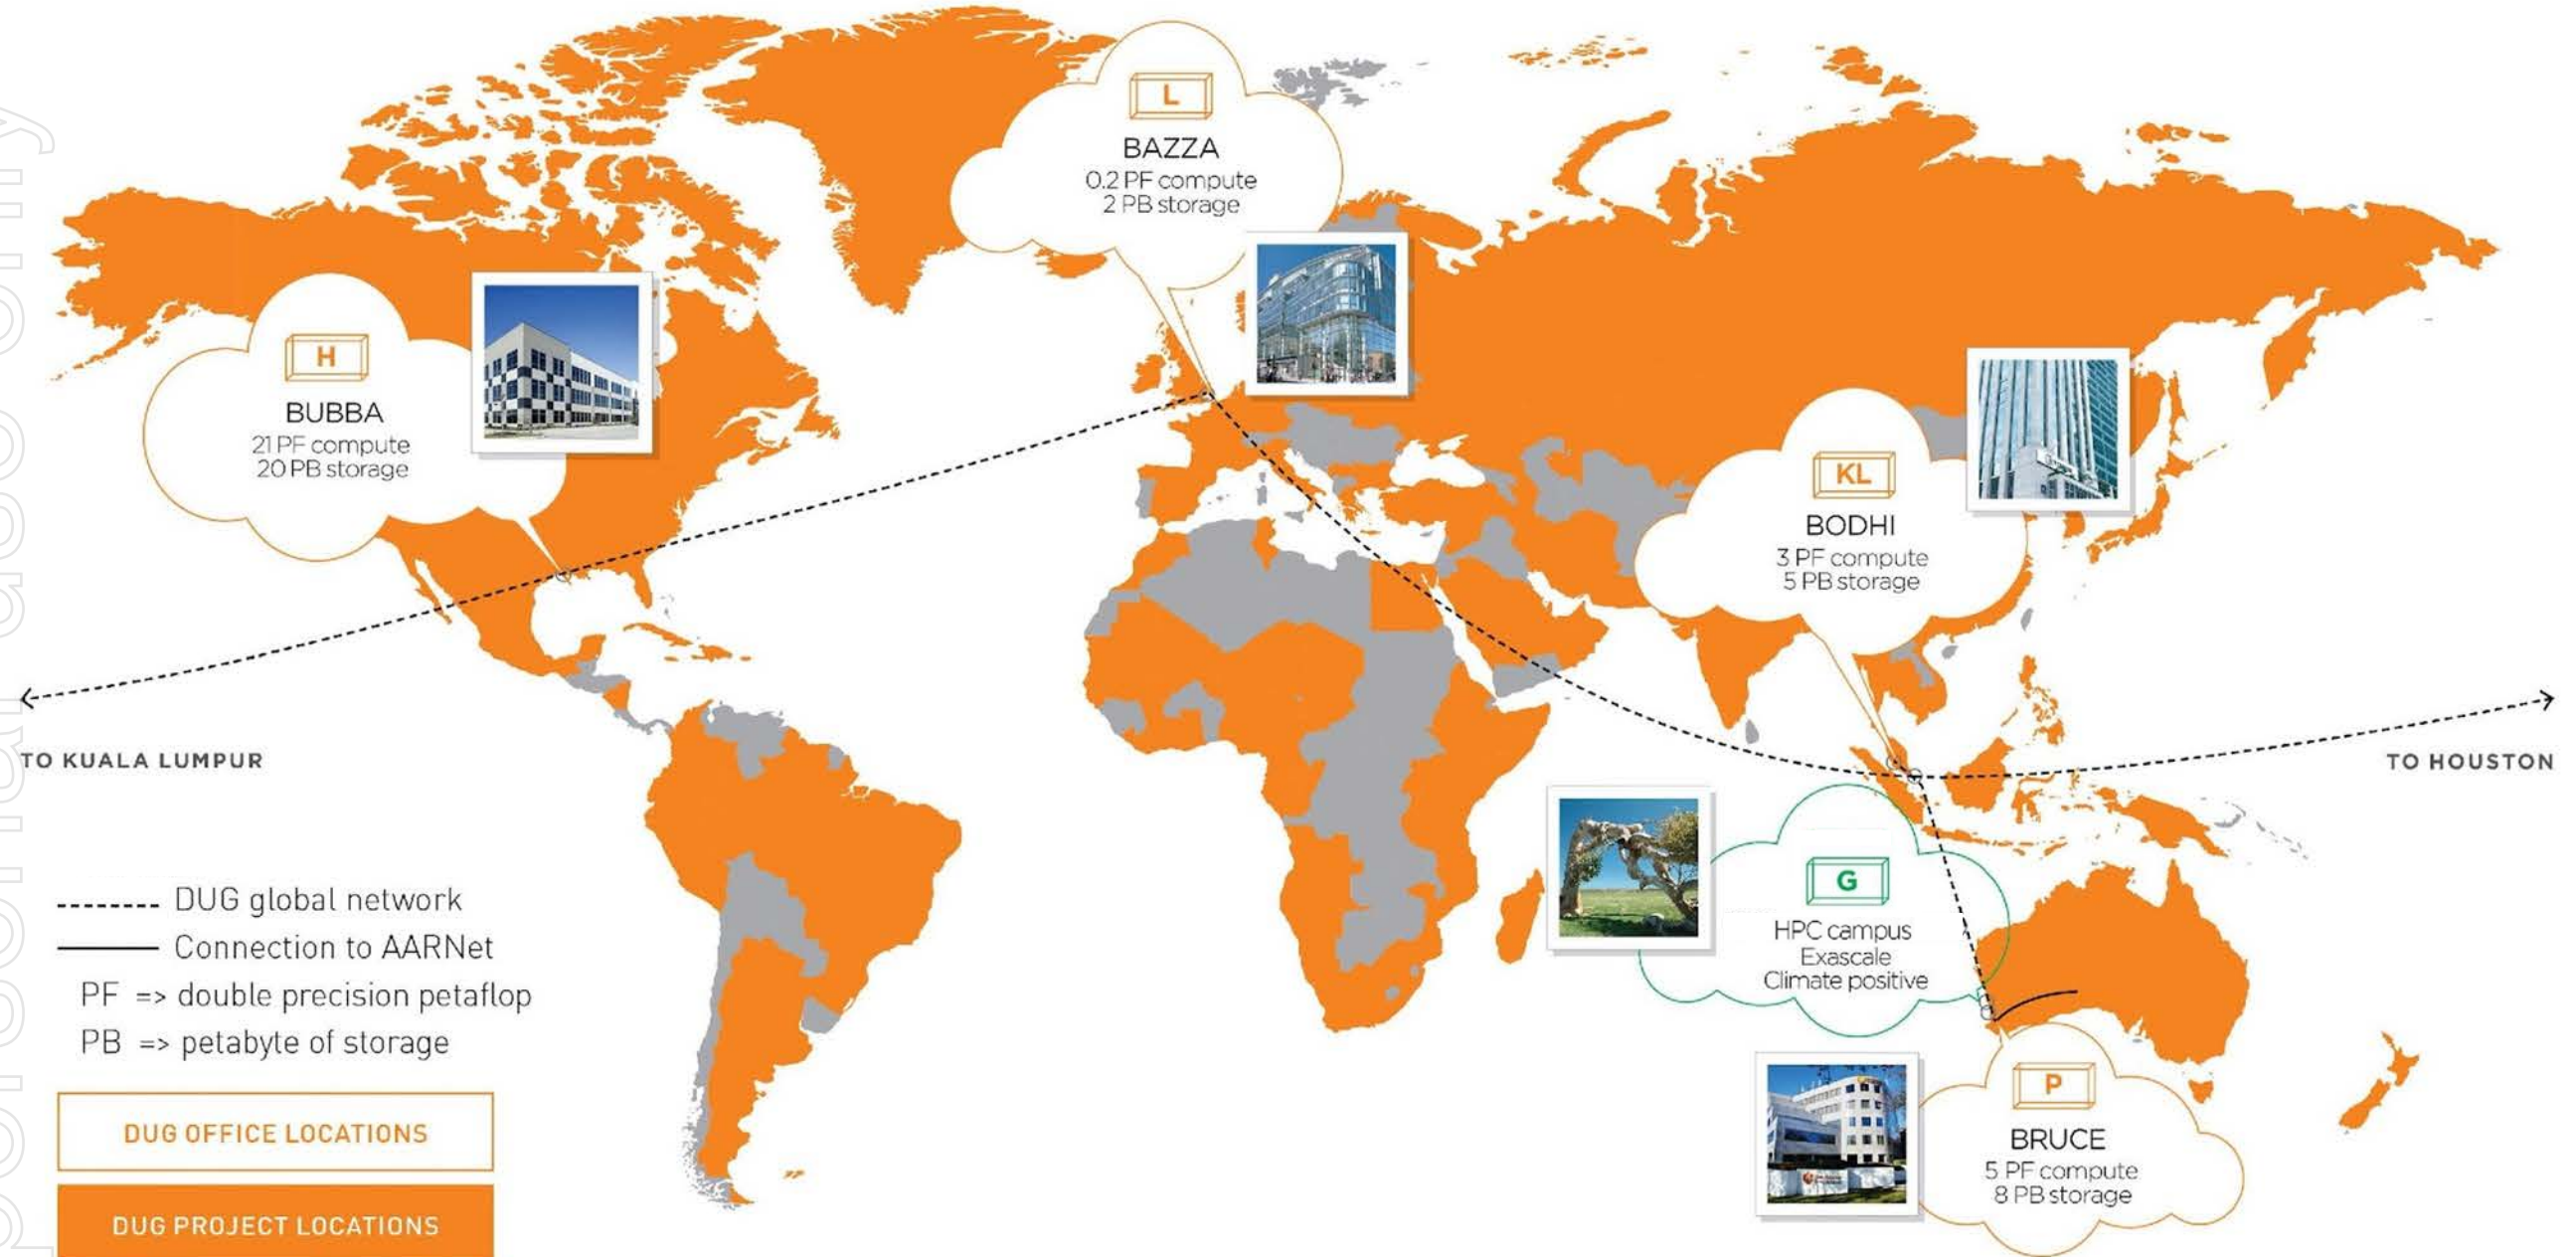 L
BAZZA
0.2 PF compute
2 PB storage
H
BUBBA
21 PF compute
20 PB storage
KL
BODHI
3 PF compute
5 PB storage
TO KUALA LUMPUR
TO HOUSTON
G
HPC campus
Exascale
Climate positive
DUG global network
Connection to AARNet
PF => double precision petaflop
PB => petabyte of storage
P
BRUCE
5 PF compute
8 PB storage
DUG OFFICE LOCATIONS
DUG PROJECT LOCATIONS